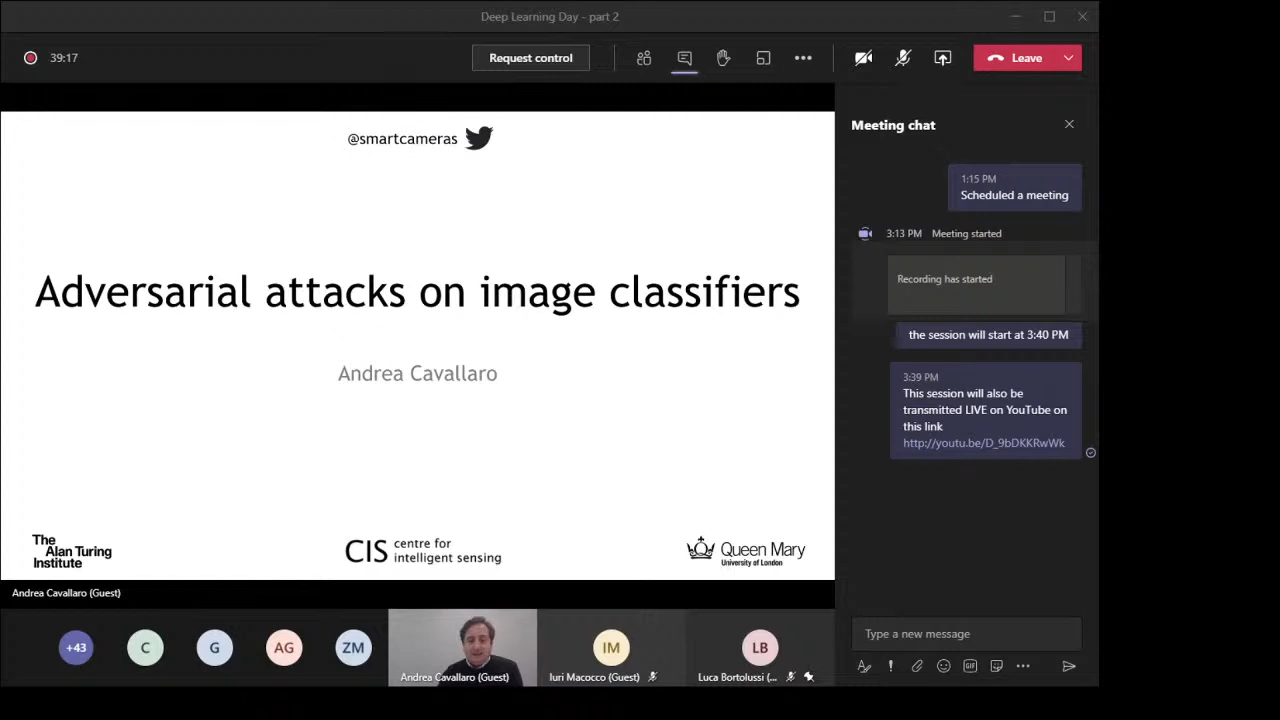 Deep Learning Day - part 2
39:17
Request control
Leave
@smartcameras
Adversarial attacks on image classifiers
Andrea Cavallaro
The
Alan Turing
Institute
CIS centre for
intelligent sensing
Queen Mary
University of London
Andrea Cavallaro (Guest)
+43
C
G
AG
ZM
Andrea Cavallaro (Guest)
IM
Iuri Macocco (Guest)
LB
Luca Bortolussi (...
Meeting chat
1:15 PM
Scheduled a meeting
3:13 PM Meeting started
Recording has started
the session will start at 3:40 PM
3:39 PM
This session will also be
transmitted LIVE on YouTube on
this link
http://youtu.be/D_9bDKKRwWk
Type a new message
GIF